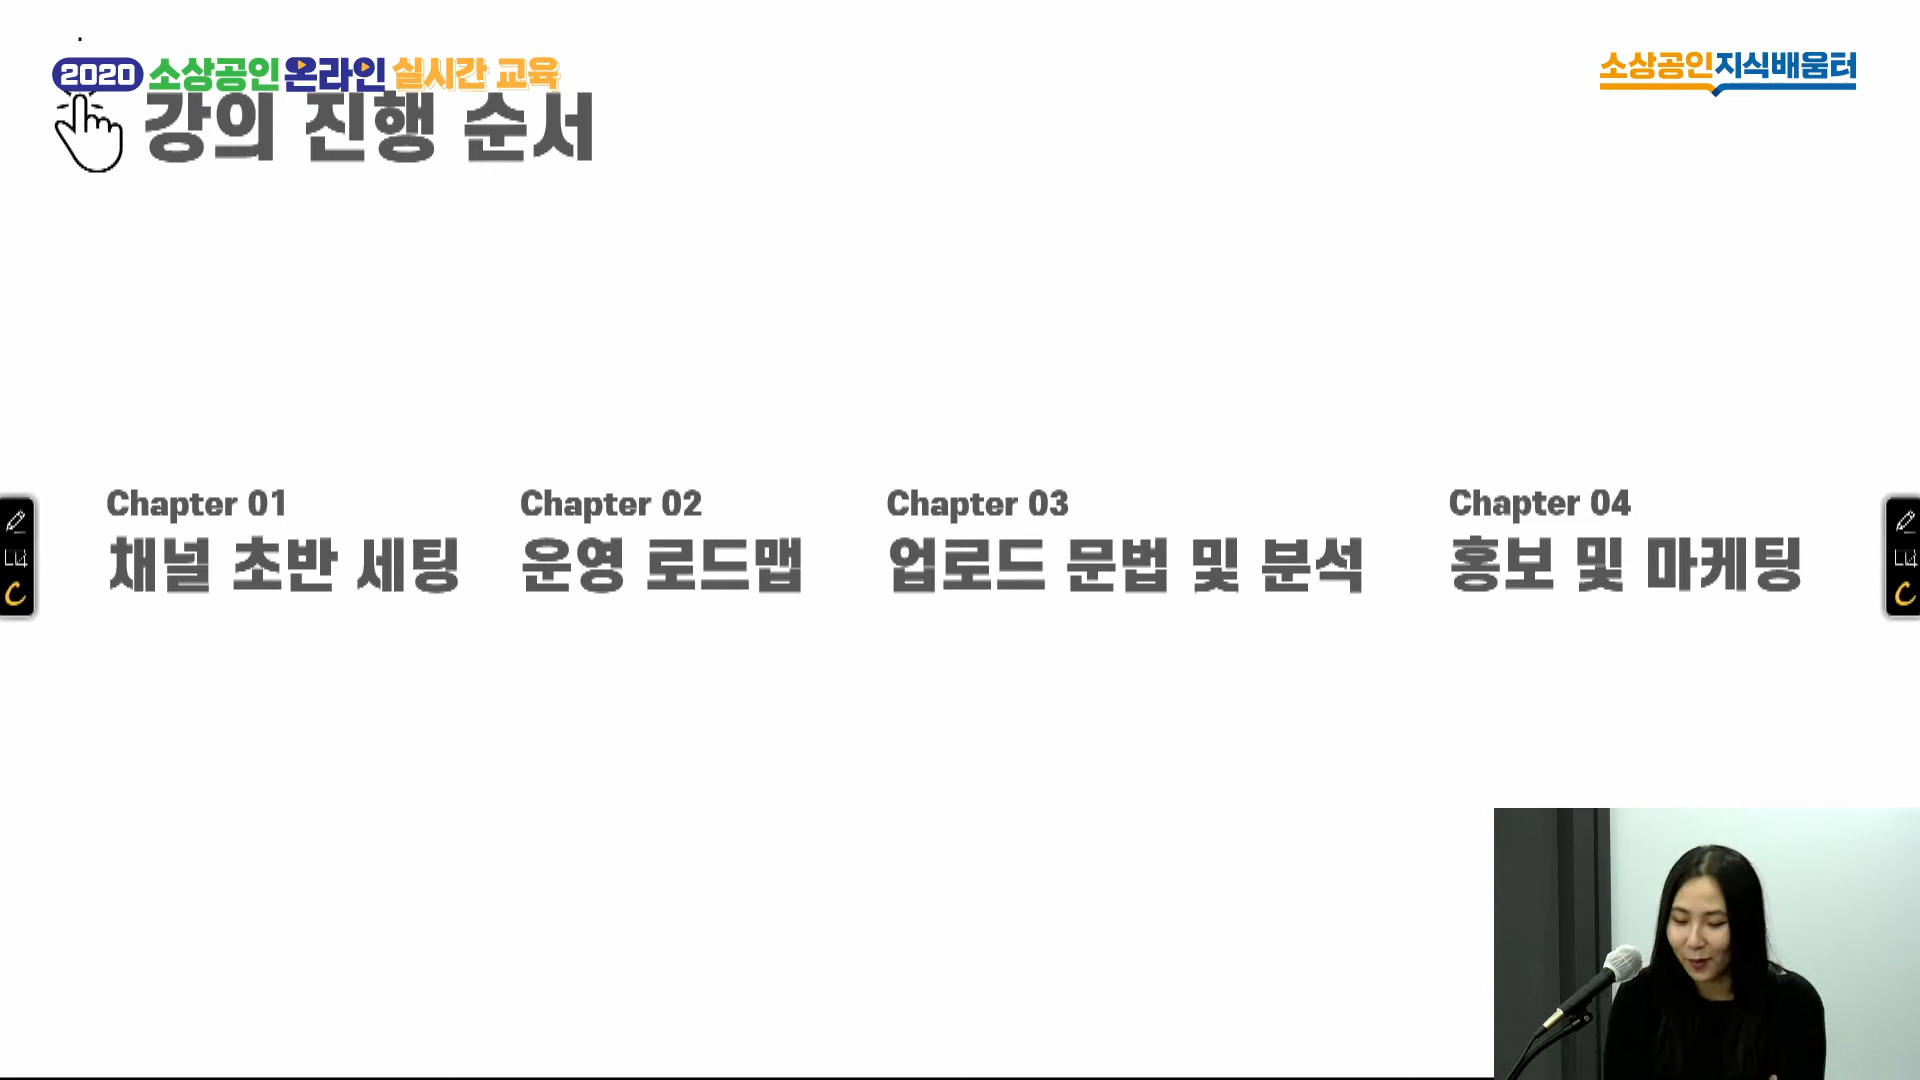 2020 소상공인 온라인 실시간 교육
소상공인지식배움터
강의 진행 순서
Chapter 01
채널 초반 세팅
Chapter 02
운영 로드맵
Chapter 03
업로드 문법 및 분석
Chapter 04
홍보 및 마케팅